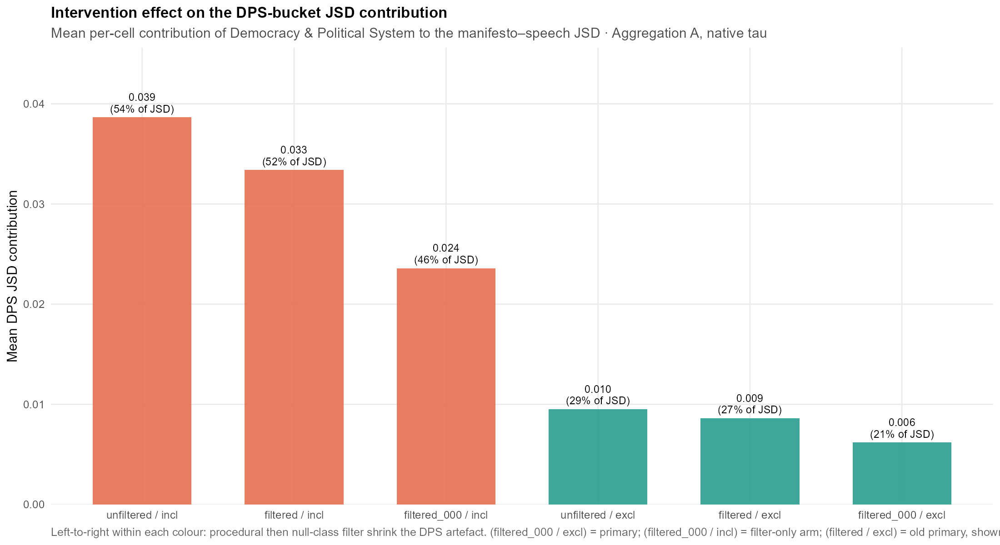 Intervention effect on the DPS-bucket JSD contribution
Mean per-cell contribution of Democracy & Political System to the manifesto–speech JSD · Aggregation A, native tau
Mean DPS JSD contribution
0.04
0.03
0.02
0.01
0.00
0.039
(54% of JSD)
0.033
(52% of JSD)
0.024
(46% of JSD)
0.010
(29% of JSD)
0.009
(27% of JSD)
0.006
(21% of JSD)
unfiltered / incl
filtered / incl
filtered_000 / incl
unfiltered / excl
filtered / excl
filtered_000 / excl
Left-to-right within each colour: procedural then null-class filter shrink the DPS artefact. (filtered_000 / excl) = primary; (filtered_000 / incl) = filter-only arm; (filtered / excl) = old primary, shown